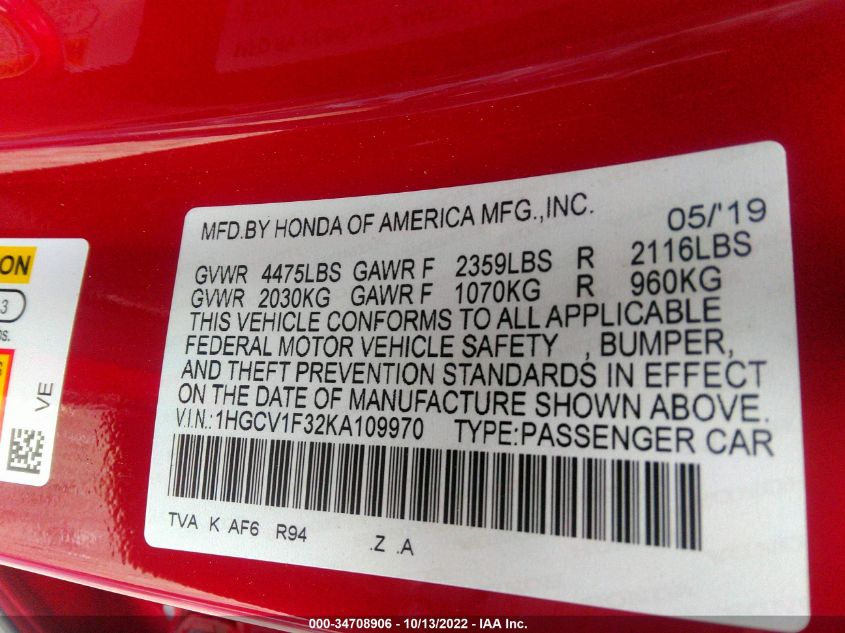 MFD.BY HONDA OF AMERICA MFG.,INC. 05/'19
GVWR 4475LBS GAWR F 2359LBS R 2116LBS
GVWR 2030KG GAWR F 1070KG R 960KG
THIS VEHICLE CONFORMS TO ALL APPLICABLE
FEDERAL MOTOR VEHICLE SAFETY , BUMPER,
AND THEFT PREVENTION STANDARDS IN EFFECT
ON THE DATE OF MANUFACTURE SHOWN ABOVE.
V.I.N.:1HGCV1F32KA109970 TYPE:PASSENGER CAR
TVA K AF6 R94 .Z .A
ON
3
VE
000-34708906 - 10/13/2022 - IAA Inc.